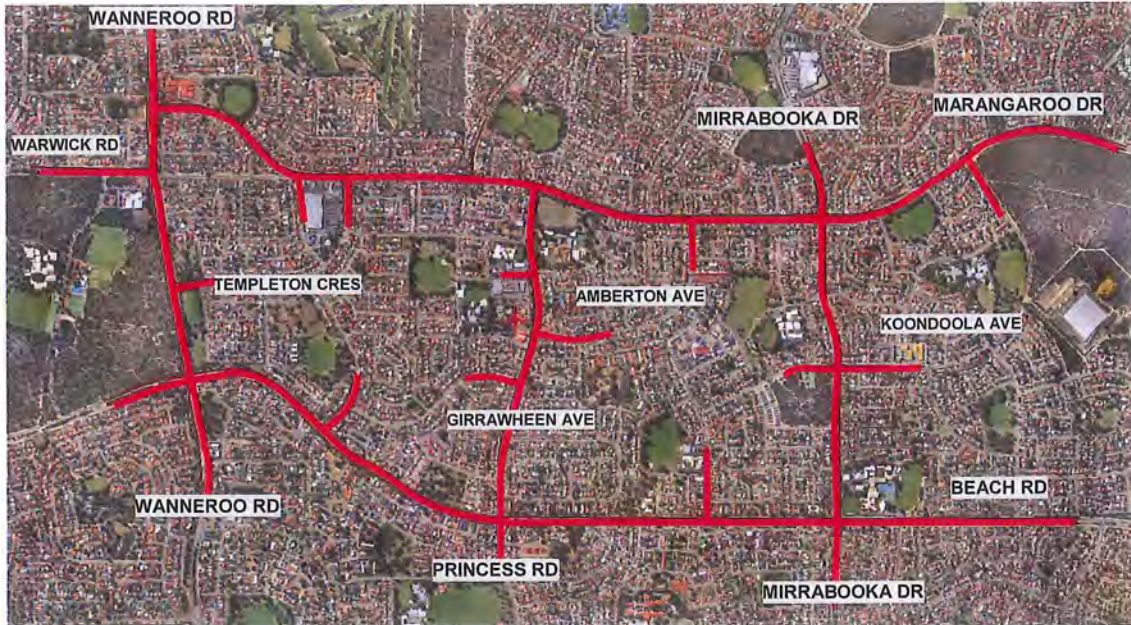 WANNEROO RD
MARANGAROO DR
MIRRABOOKA DR
WARWICK RD
TEMPLETON CRES
AMBERTON AVE
KOONDOOLA AVE
GIRRAWHEEN AVE
BEACH RD
WANNEROO RD
PRINCESS RD
MIRRABOOKA DR